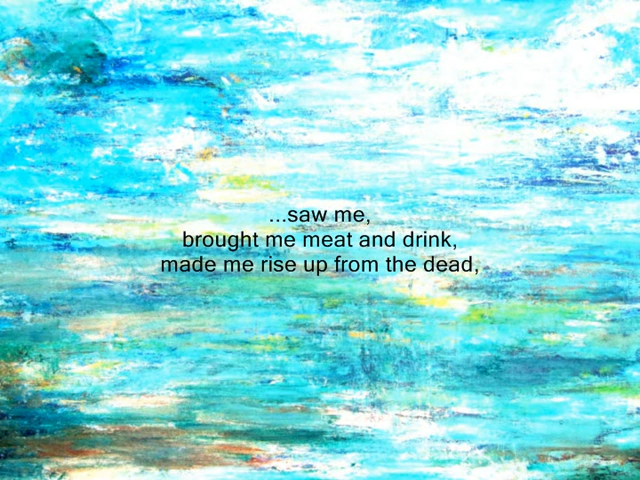 ...saw me,
brought me meat and drink,
made me rise up from the dead,